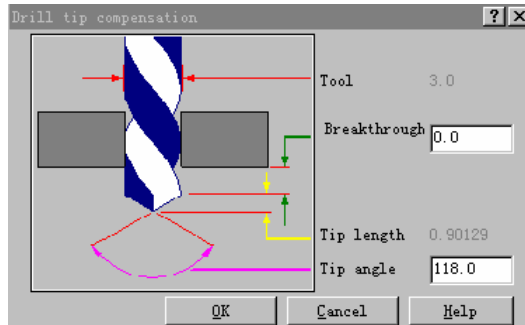 Drill tip compensation
Tool 3.0
Breakthrough 0.0
Tip length 0.90129
Tip angle 118.0
OK Cancel Help